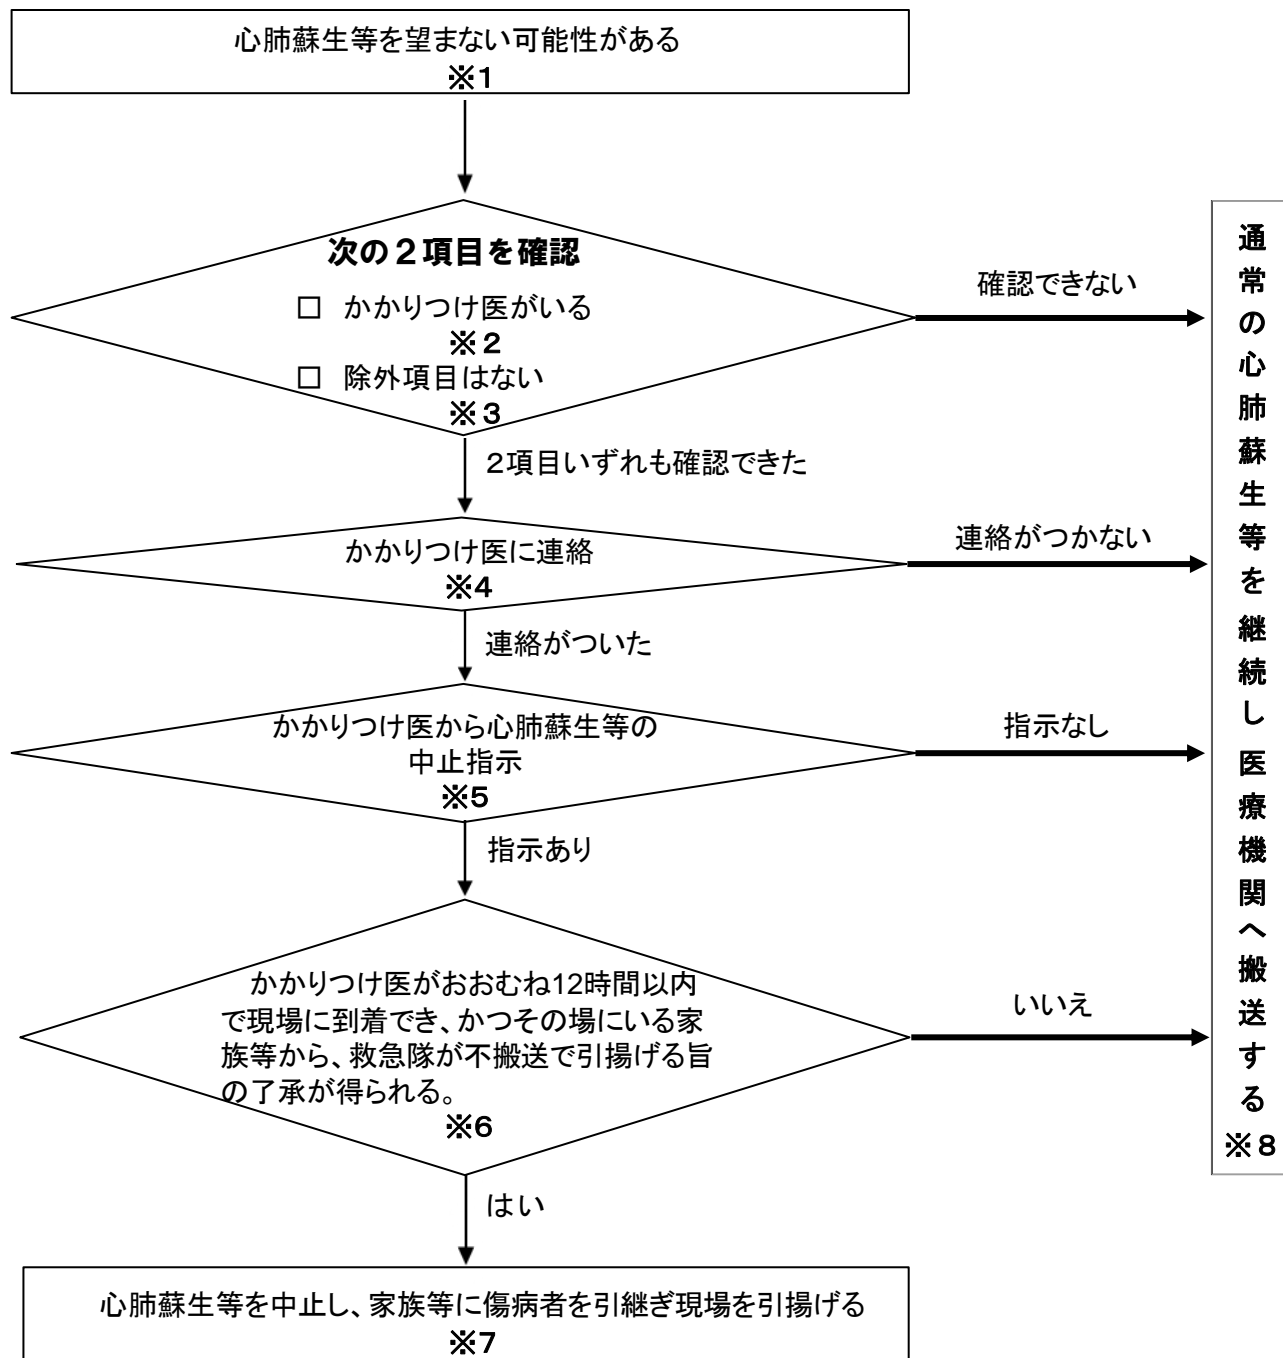 心肺蘇生等を望まない可能性がある
※1
次の2項目を確認
□ かかりつけ医がいる
※2
□ 除外項目はない
※3
確認できない
2項目いずれも確認できた
かかりつけ医に連絡
※4
連絡がつかない
連絡がついた
かかりつけ医から心肺蘇生等の
中止指示
※5
指示なし
指示あり
かかりつけ医がおおむね12時間以内
で現場に到着でき、かつその場にいる家
族等から、救急隊が不搬送で引揚げる旨
の了承が得られる。
※6
いいえ
はい
心肺蘇生等を中止し、家族等に傷病者を引継ぎ現場を引揚げる
※7
通常の心肺蘇生等を継続し医療機関へ搬送する
※8